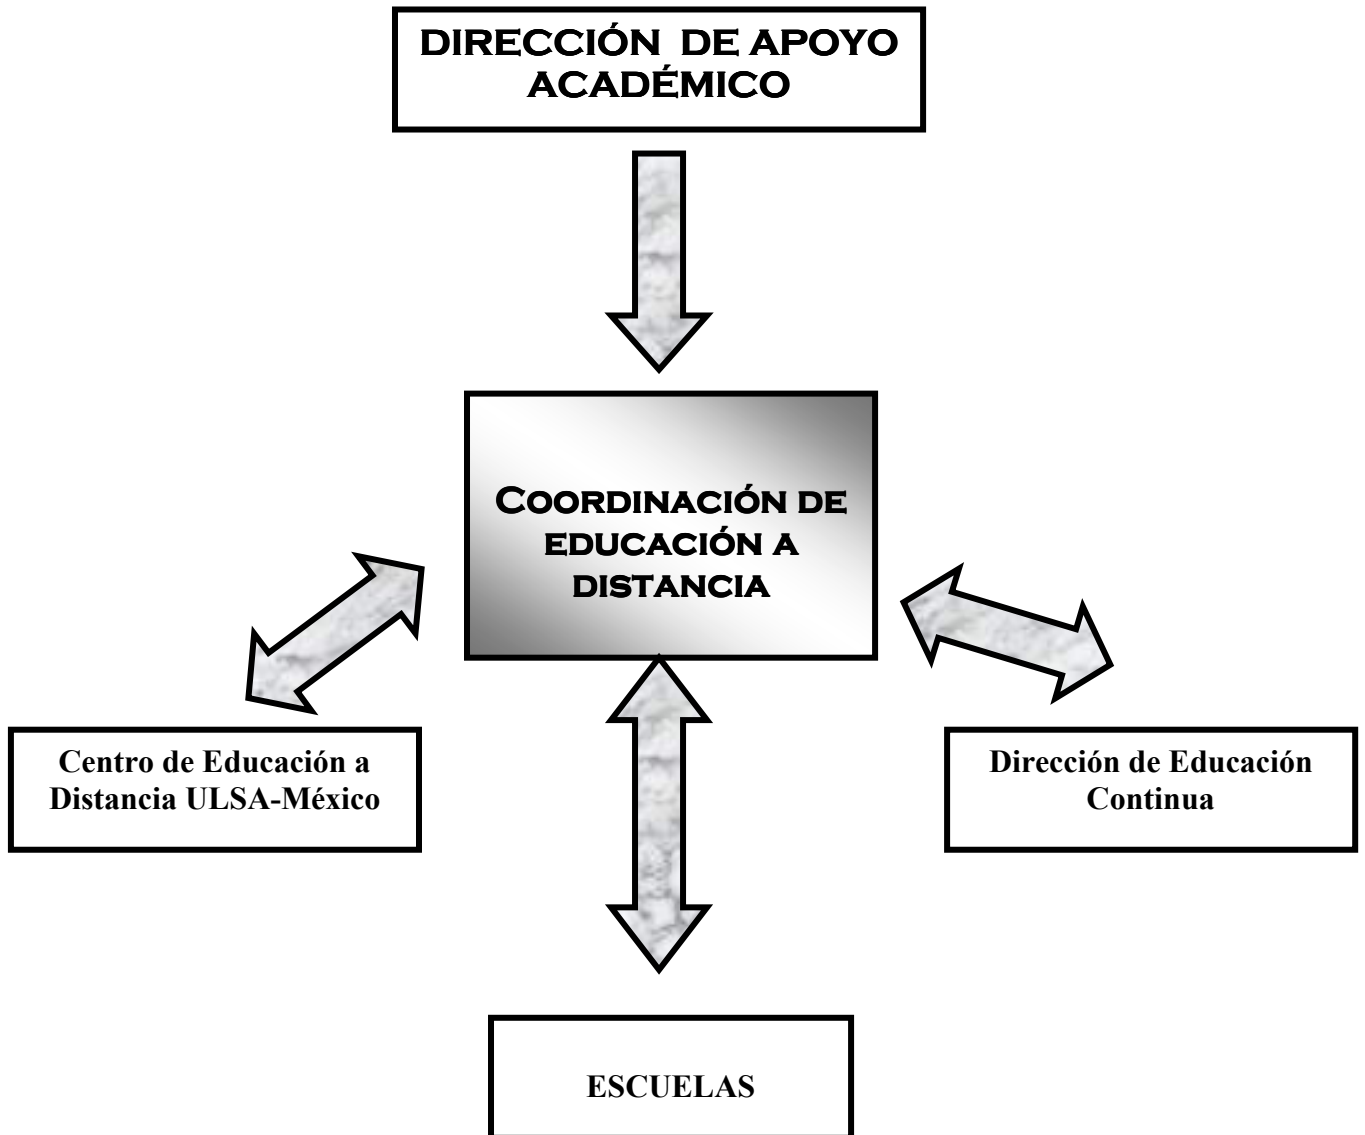 DIRECCIÓN DE APOYO
ACADÉMICO
COORDINACIÓN DE
EDUCACIÓN A
DISTANCIA
Centro de Educación a
Distancia ULSA-México
Dirección de Educación
Continua
ESCUELAS